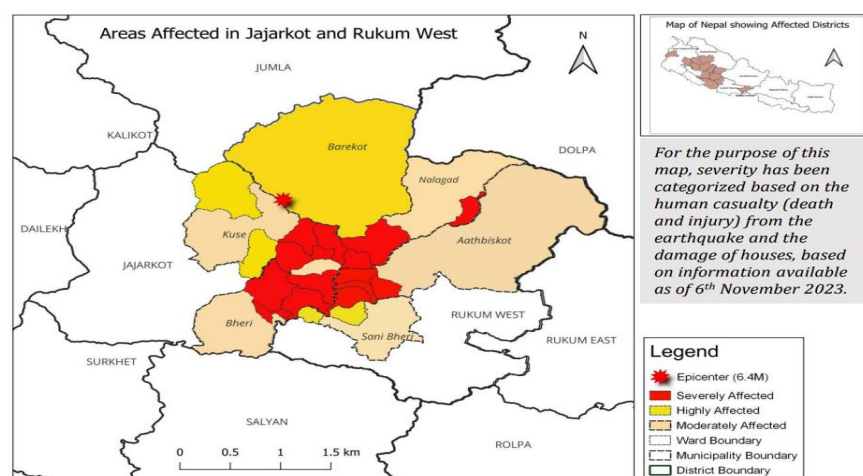 Areas Affected in Jajarkot and Rukum West
N
JUMLA
KALIKOT
Barekot
DOLPA
Nalagad
DAILEKH
Kuse
Aathbiskot
JAJARKOT
RUKUM WEST
Bheri
Sani Bheri
RUKUM EAST
SURKHET
SALYAN
ROLPA
0 0.5 1 1.5 km
Map of Nepal showing Affected Districts
For the purpose of this
map, severity has been
categorized based on the
human casualty (death
and injury) from the
earthquake and the
damage of houses, based
on information available
as of 6th November 2023.
Legend
Epicenter (6.4M)
Severely Affected
Highly Affected
Moderately Affected
Ward Boundary
Municipality Boundary
District Boundary